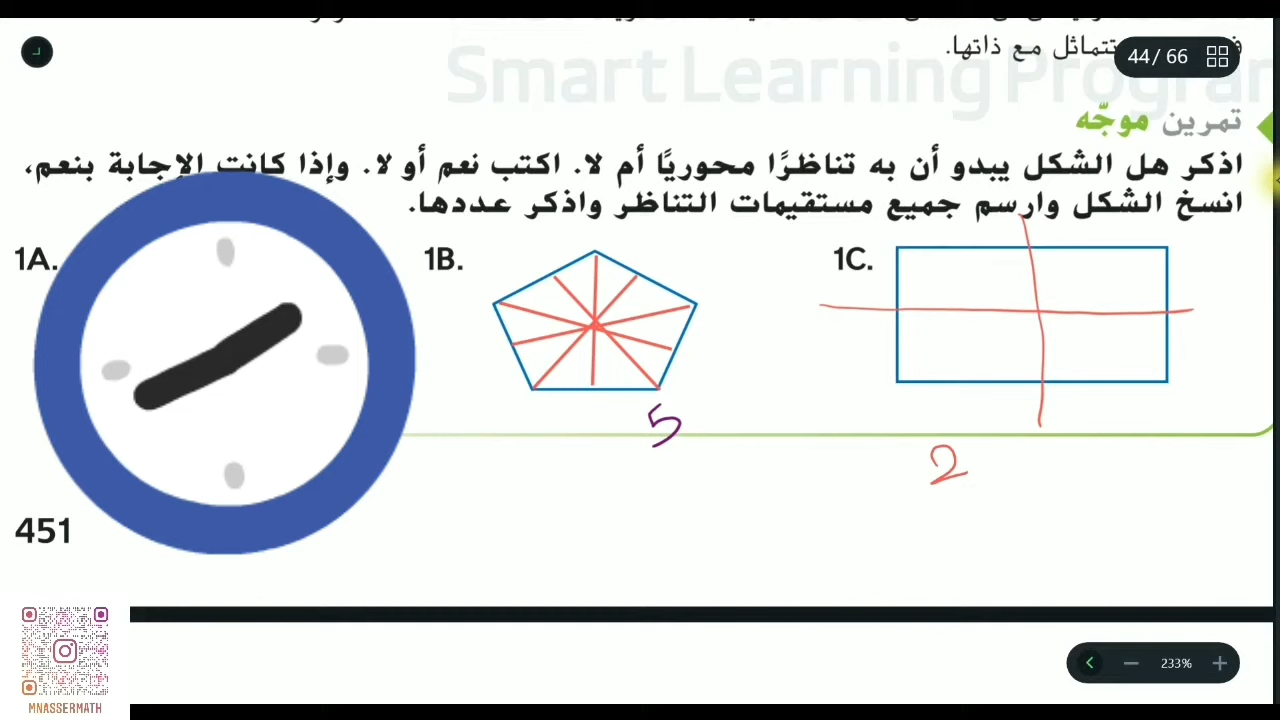 تتماثل مع ذاتها.
44/ 66
Smart Learning Program
تمرين موجّه
اذكر هل الشكل يبدو أن به تناظرًا محوريًا أم لا. اكتب نعم أو لا. وإذا كانت الإجابة بنعم،
انسخ الشكل وارسم جميع مستقيمات التناظر واذكر عددها.
1A.
1B.
1C.
5
2
451
MNASSERMATH
233%